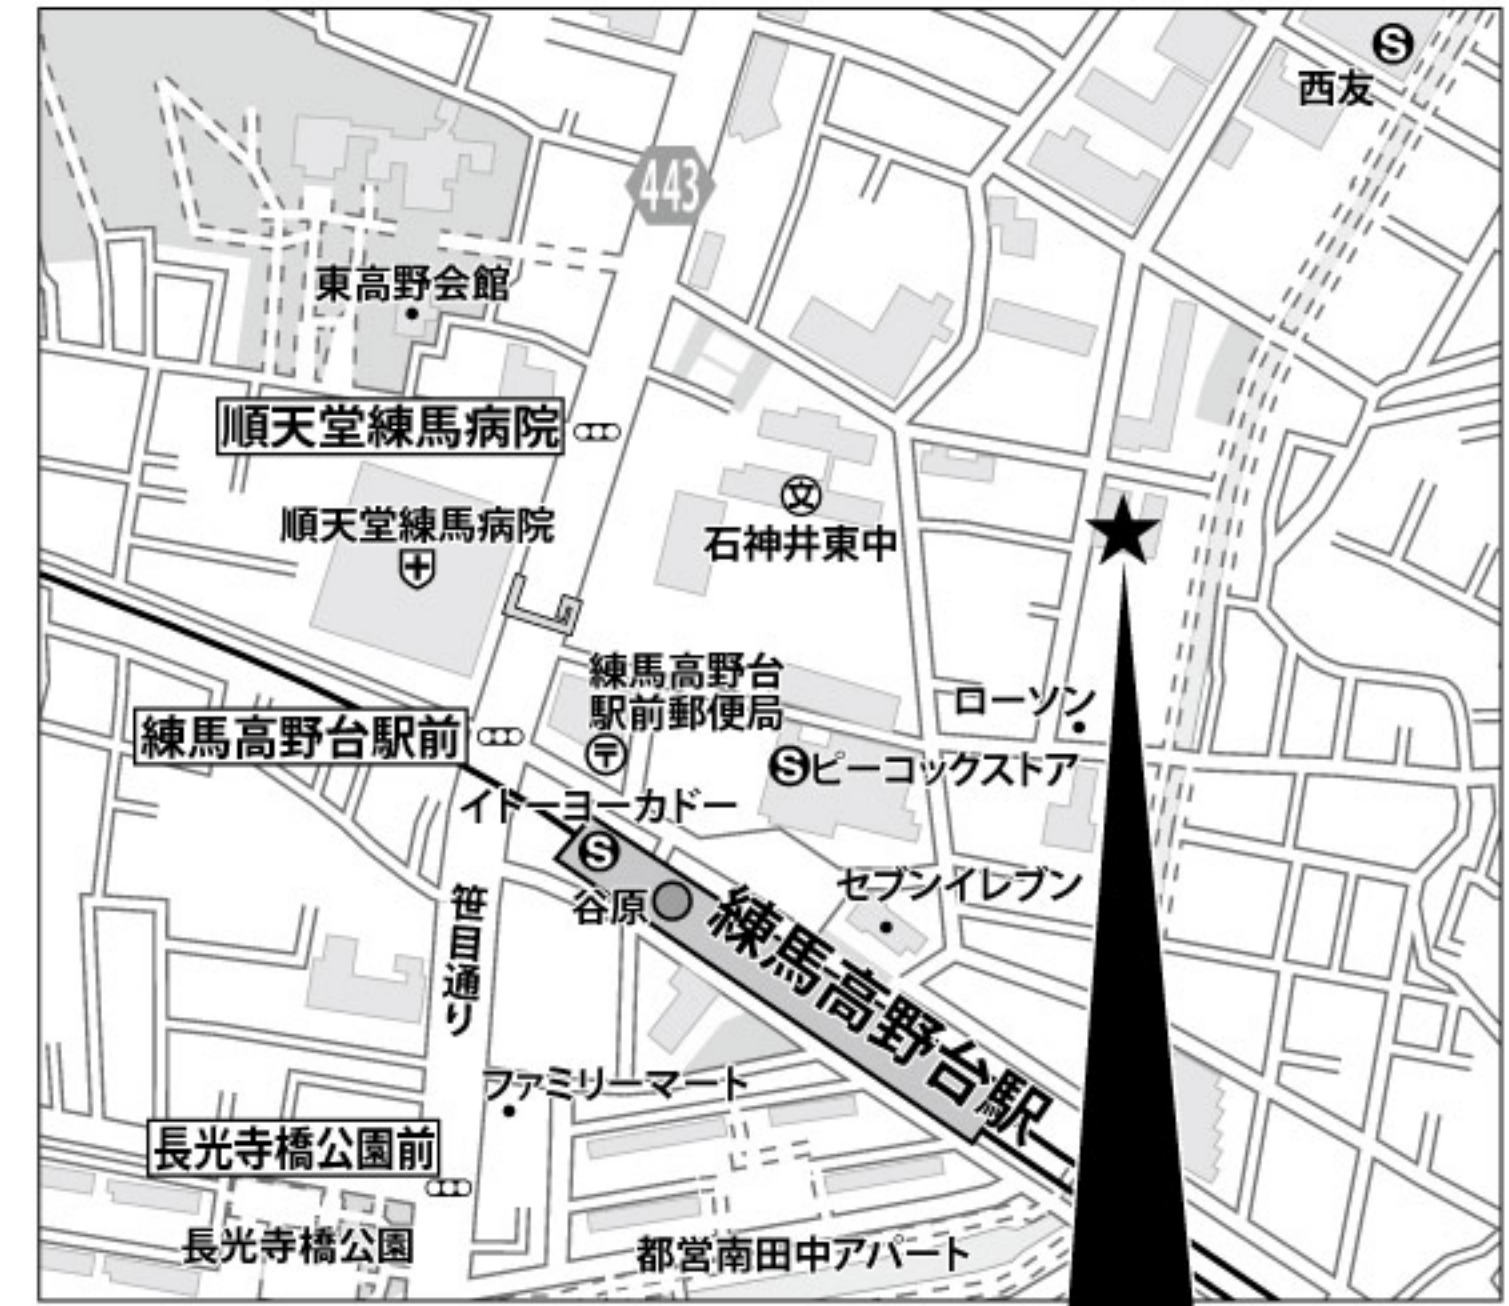 S
西友
443
東高野会館
順天堂練馬病院
文
順天堂練馬病院
石神井東中
練馬高野台
駅前郵便局
〒
ローソン
練馬高野台駅前
S ピーコックストア
イトーヨーカドー
S
セブンイレブン
谷原
練馬高野台駅
笹目通り
ファミリーマート
長光寺橋公園前
長光寺橋公園
都営南田中アパート